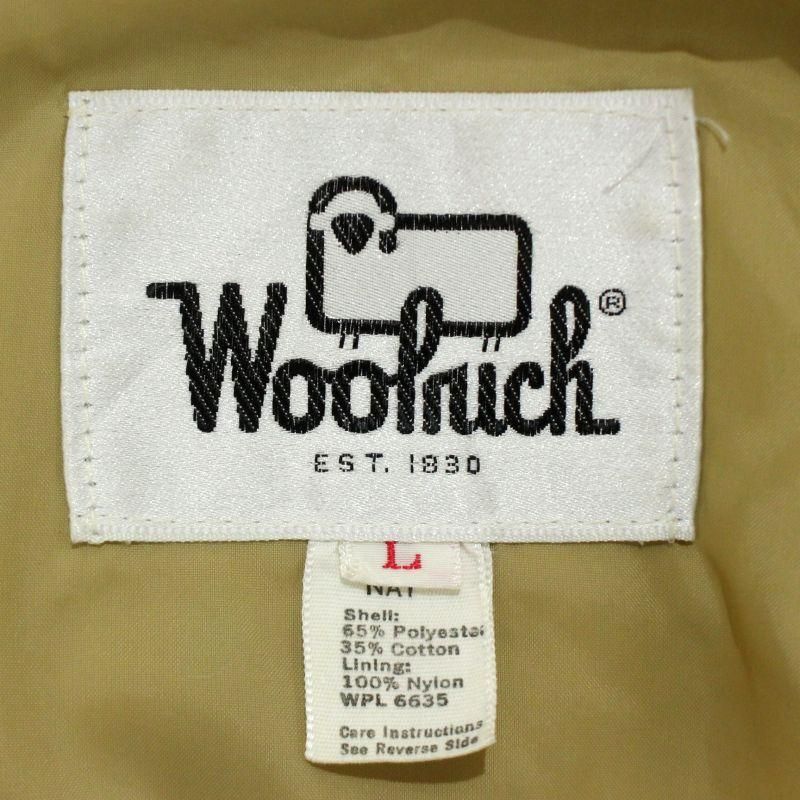 Woolrich®
EST. 1830
L
NAT
Shell:
65% Polyester
35% Cotton
Lining:
100% Nylon
WPL 6635
Care Instructions
See Reverse Side